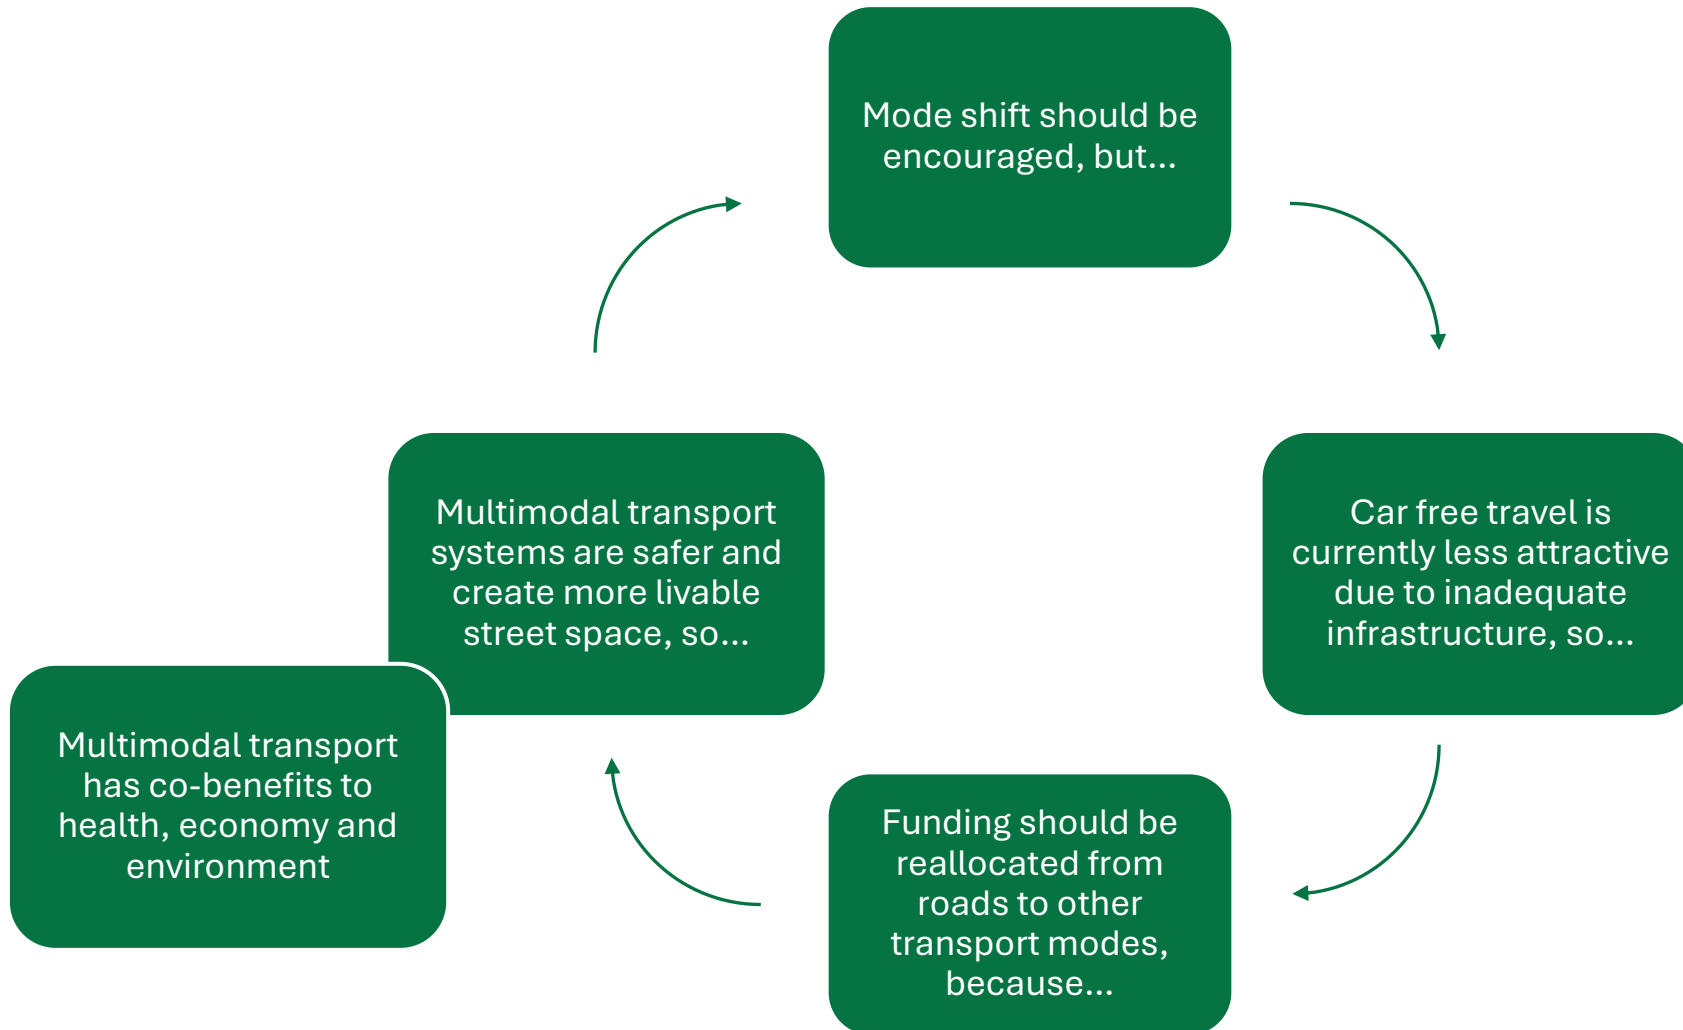 Mode shift should be
encouraged, but...
Car free travel is
currently less attractive
due to inadequate
infrastructure, so...
Funding should be
reallocated from
roads to other
transport modes,
because...
Multimodal transport
systems are safer and
create more livable
street space, so...
Multimodal transport
has co-benefits to
health, economy and
environment